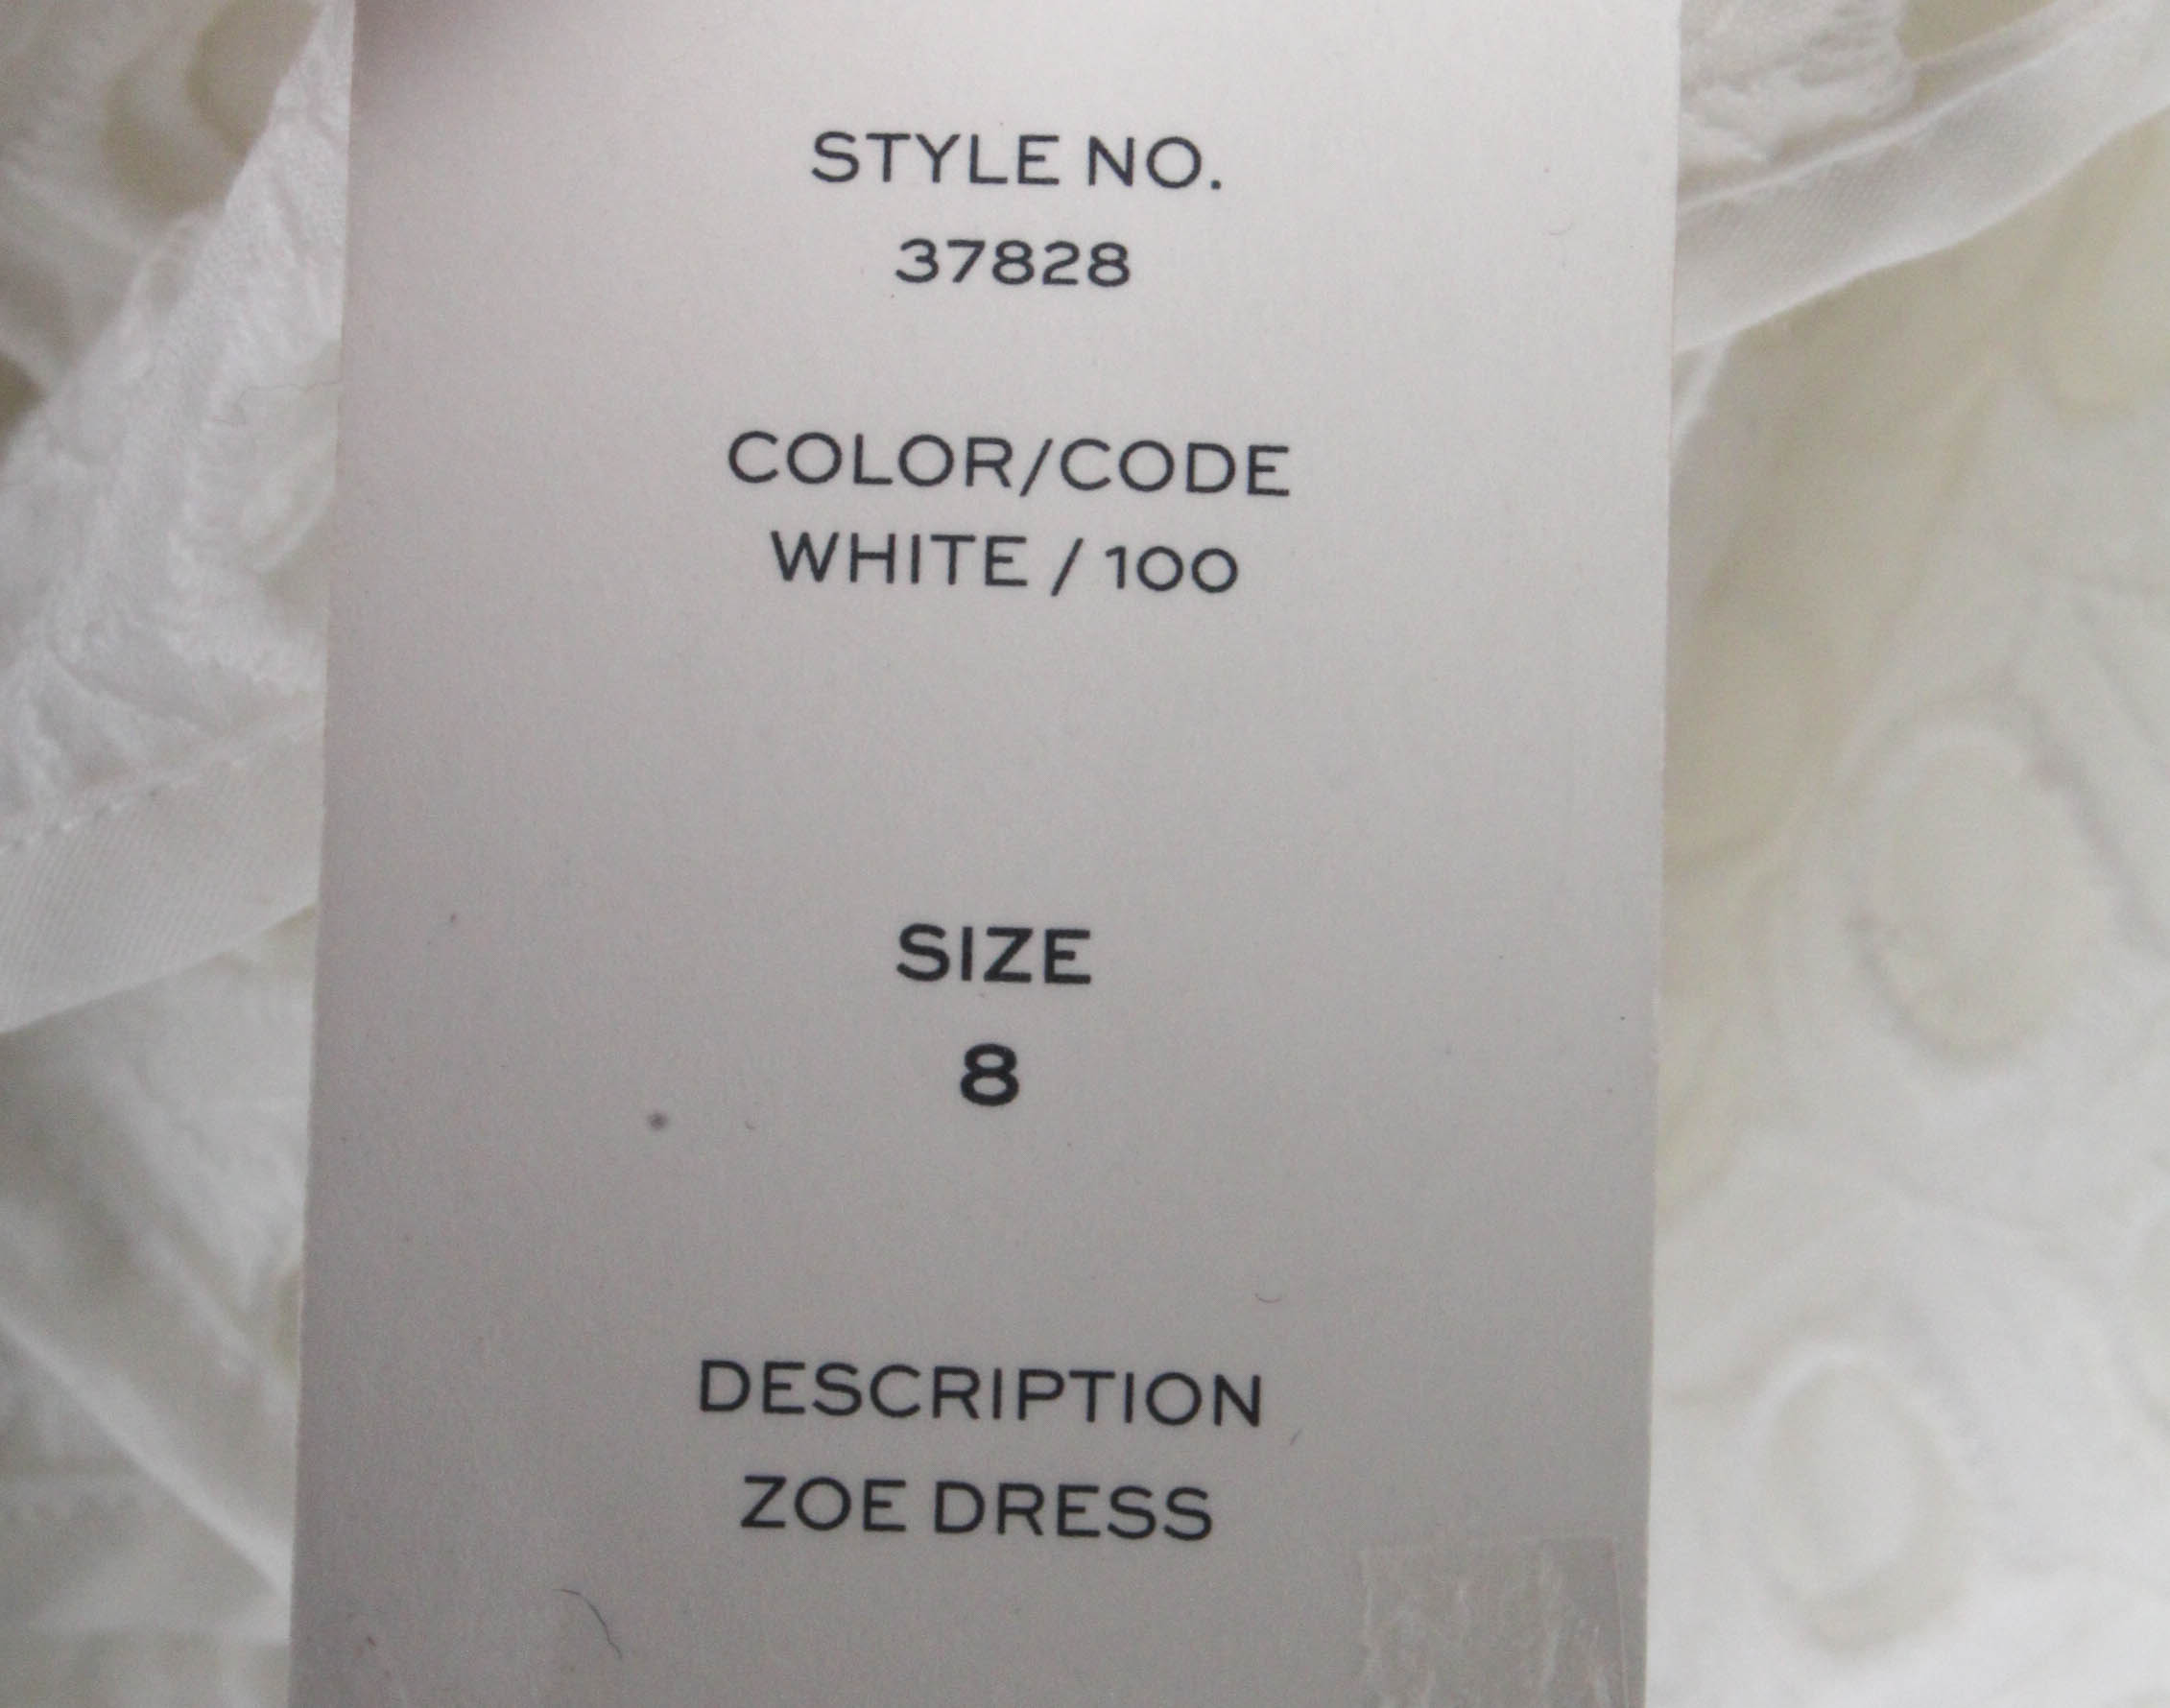 STYLE NO.
37828
COLOR/CODE
WHITE / 100
SIZE
8
DESCRIPTION
ZOE DRESS